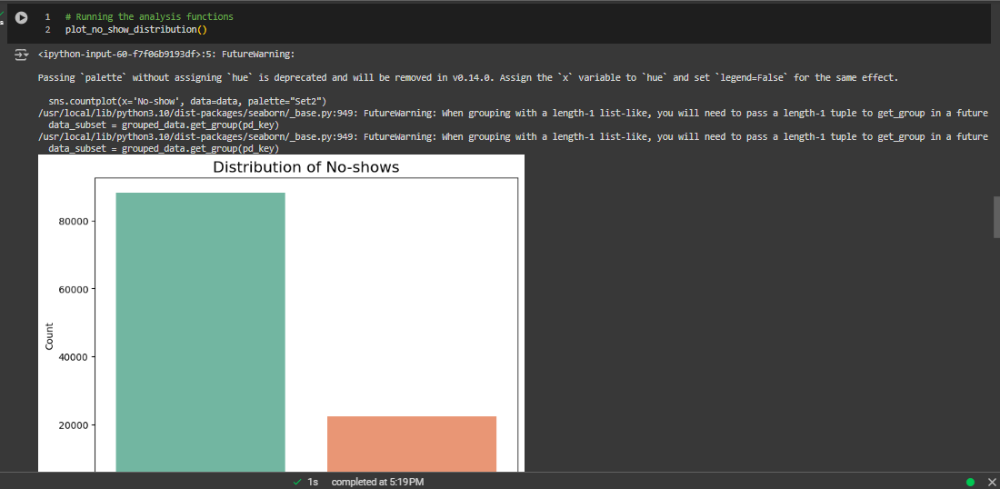 1 # Running the analysis functions
2 plot_no_show_distribution()
s
<ipython-input-60-f7f06b9193df>:5: FutureWarning:
Passing `palette` without assigning `hue` is deprecated and will be removed in v0.14.0. Assign the `x` variable to `hue` and set `legend=False` for the same effect.
sns.countplot(x='No-show', data=data, palette="Set2")
/usr/local/lib/python3.10/dist-packages/seaborn/_base.py:949: FutureWarning: When grouping with a length-1 list-like, you will need to pass a length-1 tuple to get_group in a future
data_subset = grouped_data.get_group(pd_key)
/usr/local/lib/python3.10/dist-packages/seaborn/_base.py:949: FutureWarning: When grouping with a length-1 list-like, you will need to pass a length-1 tuple to get_group in a future
data_subset = grouped_data.get_group(pd_key)
Distribution of No-shows
80000
60000
Count
40000
20000
1s completed at 5:19 PM